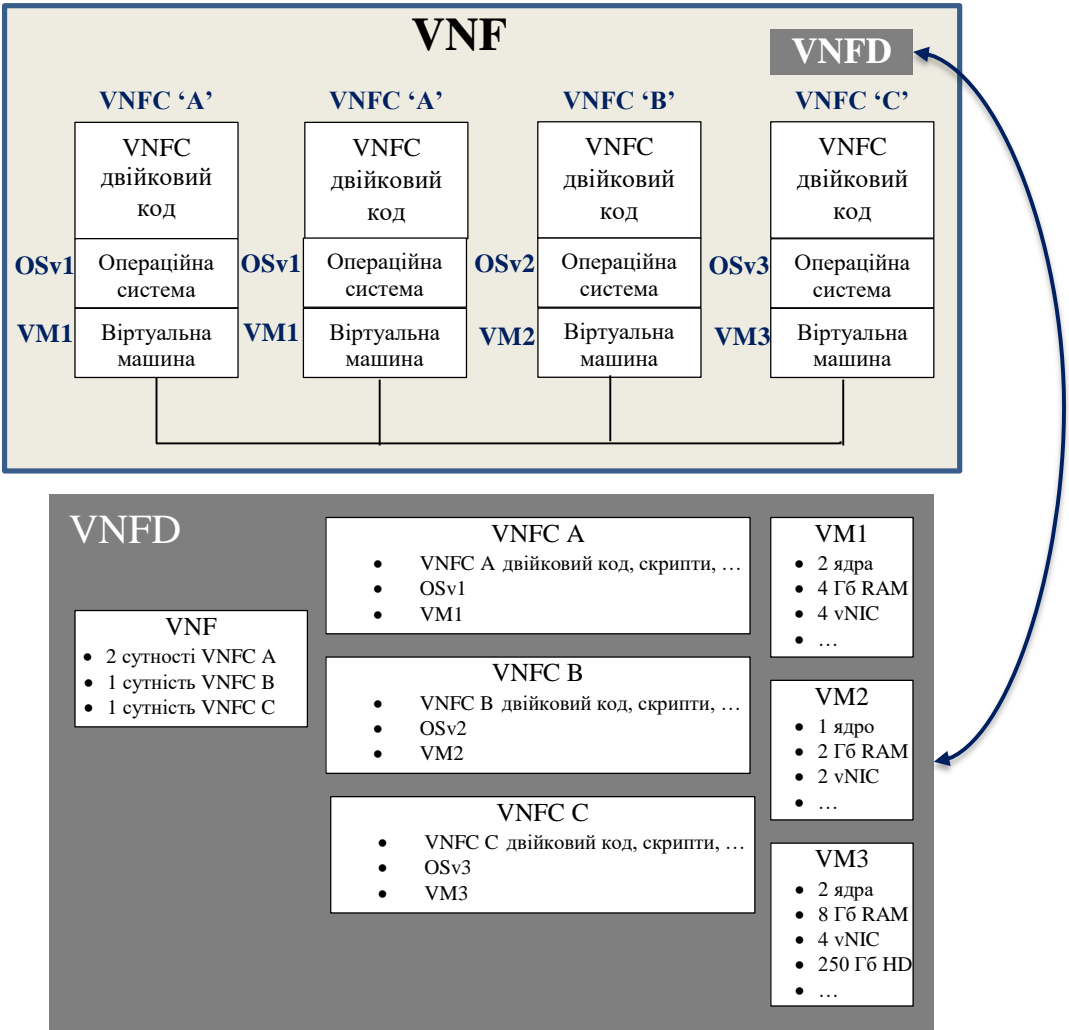 VNF
VNFD
VNFC ‘A’
VNFC ‘A’
VNFC ‘B’
VNFC ‘C’
VNFC
двійковий
код
VNFC
двійковий
код
VNFC
двійковий
код
VNFC
двійковий
код
OSv1
Операційна
система
OSv1
Операційна
система
OSv2
Операційна
система
OSv3
Операційна
система
VM1
Віртуальна
машина
VM1
Віртуальна
машина
VM2
Віртуальна
машина
VM3
Віртуальна
машина
VNFD
VNF
• 2 сутності VNFC A
• 1 сутність VNFC B
• 1 сутність VNFC C
VNFC A
• VNFC A двійковий код, скрипти, …
• OSv1
• VM1
VNFC B
• VNFC B двійковий код, скрипти, …
• OSv2
• VM2
VNFC C
• VNFC C двійковий код, скрипти, …
• OSv3
• VM3
VM1
• 2 ядра
• 4 Гб RAM
• 4 vNIC
• …
VM2
• 1 ядро
• 2 Гб RAM
• 2 vNIC
• …
VM3
• 2 ядра
• 8 Гб RAM
• 4 vNIC
• 250 Гб HD
• …